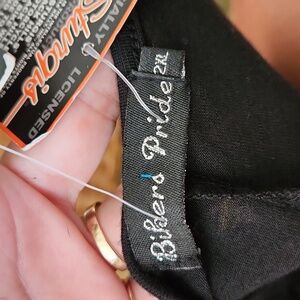 Sturgis
LICENSED
2XL
Bikers' Pride